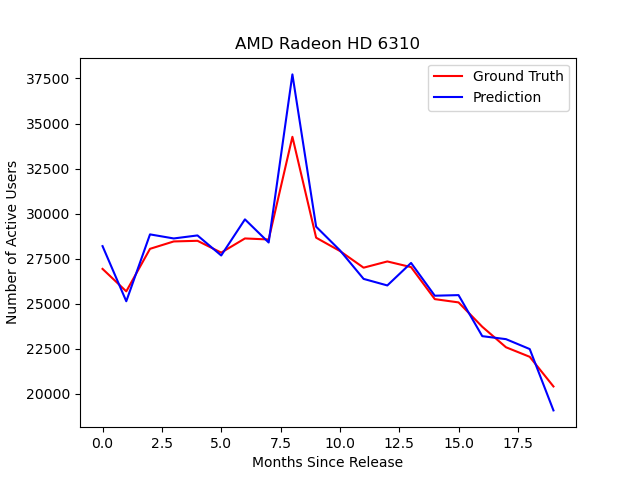 AMD Radeon HD 6310
Ground Truth
Prediction
Number of Active Users
37500
35000
32500
30000
27500
25000
22500
20000
0.0 2.5 5.0 7.5 10.0 12.5 15.0 17.5
Months Since Release